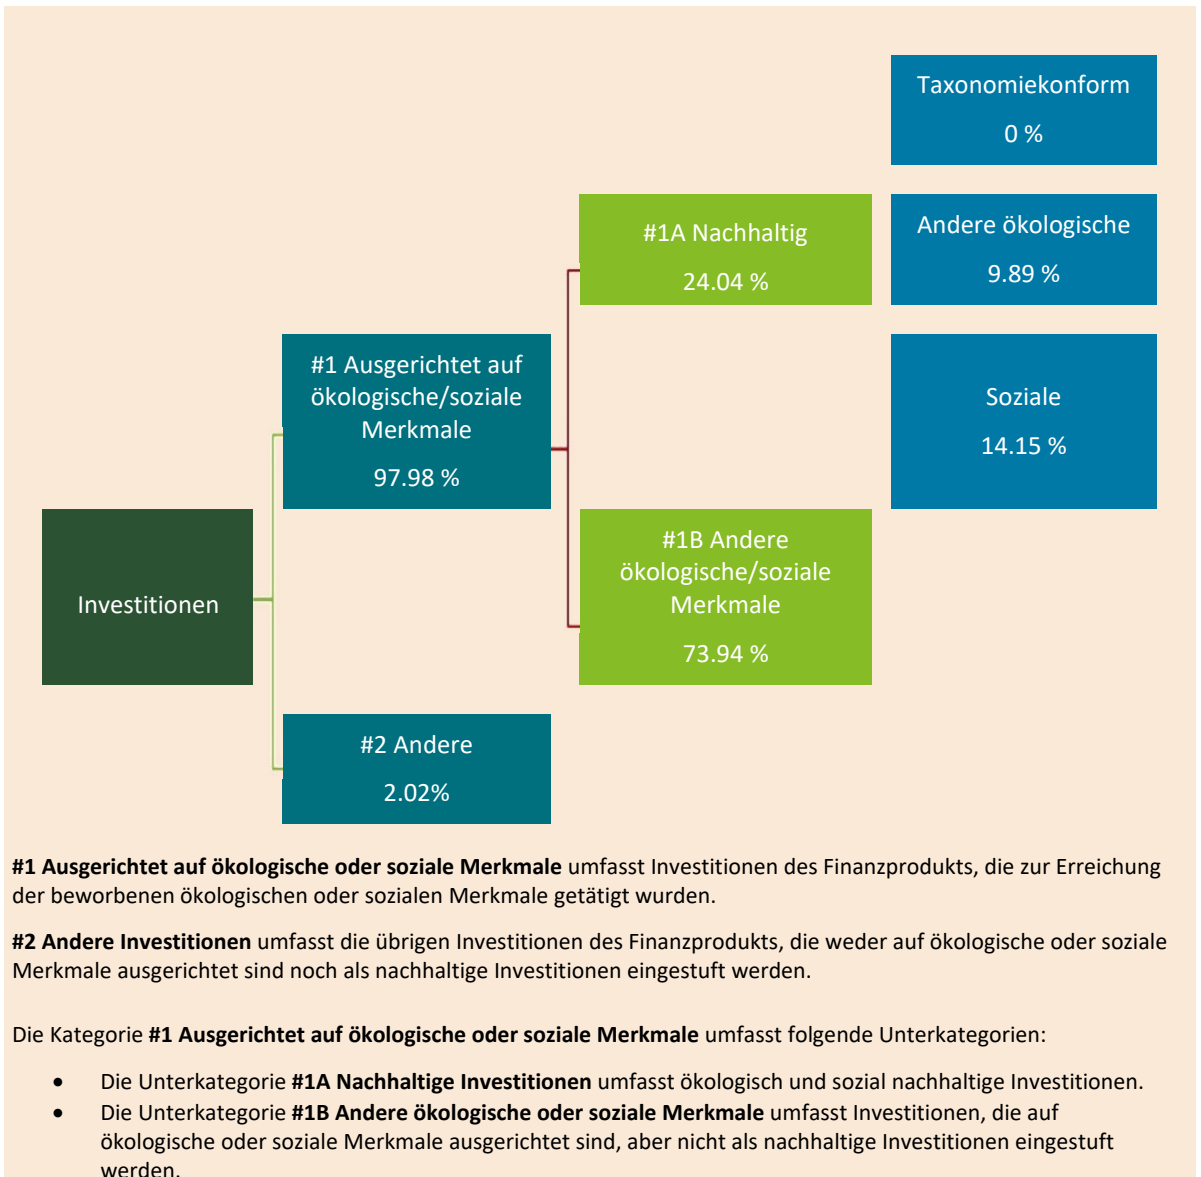 Taxonomiekonform
0 %
#1A Nachhaltig
24.04 %
Andere ökologische
9.89 %
#1 Ausgerichtet auf
ökologische/soziale
Merkmale
97.98 %
Soziale
14.15 %
Investitionen
#1B Andere
ökologische/soziale
Merkmale
73.94 %
#2 Andere
2.02%
#1 Ausgerichtet auf ökologische oder soziale Merkmale umfasst Investitionen des Finanzprodukts, die zur Erreichung
der beworbenen ökologischen oder sozialen Merkmale getätigt wurden.
#2 Andere Investitionen umfasst die übrigen Investitionen des Finanzprodukts, die weder auf ökologische oder soziale
Merkmale ausgerichtet sind noch als nachhaltige Investitionen eingestuft werden.
Die Kategorie #1 Ausgerichtet auf ökologische oder soziale Merkmale umfasst folgende Unterkategorien:
• Die Unterkategorie #1A Nachhaltige Investitionen umfasst ökologisch und sozial nachhaltige Investitionen.
• Die Unterkategorie #1B Andere ökologische oder soziale Merkmale umfasst Investitionen, die auf
ökologische oder soziale Merkmale ausgerichtet sind, aber nicht als nachhaltige Investitionen eingestuft
werden.